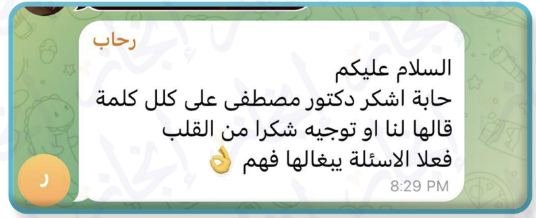 رحاب
السلام عليكم
حابة اشكر دكتور مصطفى على كلل كلمة
قالها لنا او توجيه شكرا من القلب
فعلا الاسئلة يبغالها فهم 👌
8:29 PM
ر